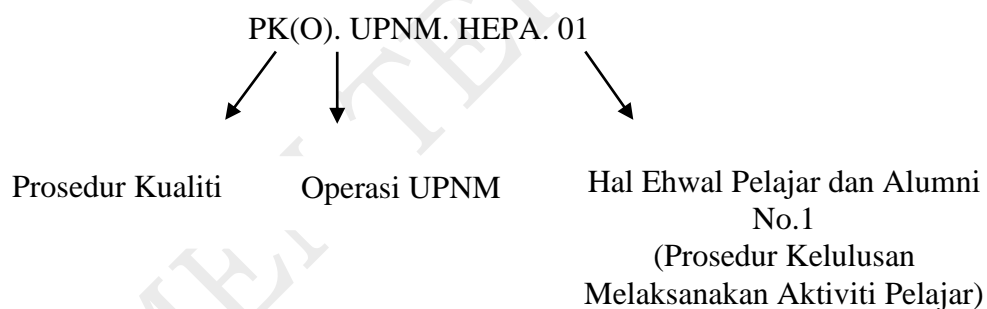 PK(O). UPNM. HEPA. 01
Prosedur Kualiti
Operasi UPNM
Hal Ehwal Pelajar dan Alumni
No.1
(Prosedur Kelulusan
Melaksanakan Aktiviti Pelajar)